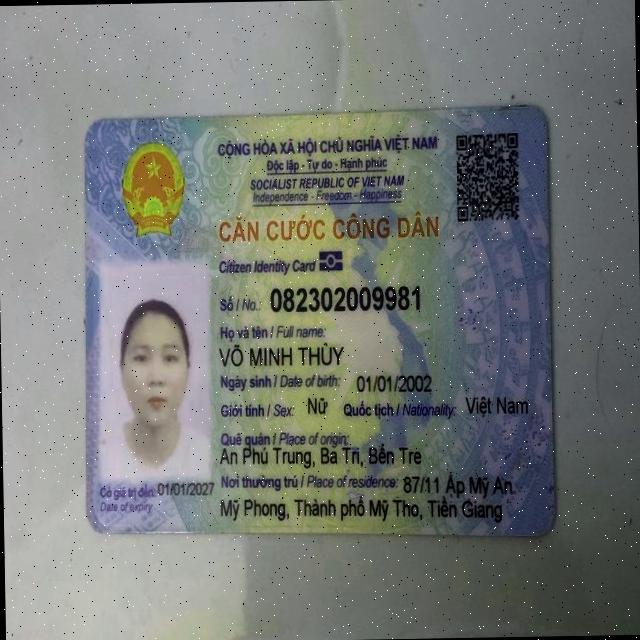 CỘNG HÒA XÃ HỘI CHỦ NGHĨA VIỆT NAM
Độc lập - Tự do - Hạnh phúc
SOCIALIST REPUBLIC OF VIET NAM
Independence - Freedom - Happiness
CĂN CƯỚC CÔNG DÂN
Citizen Identity Card
Số / No.: 082302009981
Họ và tên / Full name:
VÕ MINH THÙY
Ngày sinh / Date of birth: 01/01/2002
Giới tính / Sex: Nữ Quốc tịch / Nationality: Việt Nam
Quê quán / Place of origin:
An Phú Trung, Ba Tri, Bến Tre
Nơi thường trú / Place of residence: 87/11 Ấp Mỹ An
Mỹ Phong, Thành phố Mỹ Tho, Tiền Giang
Có giá trị đến: 01/01/2027
Date of expiry